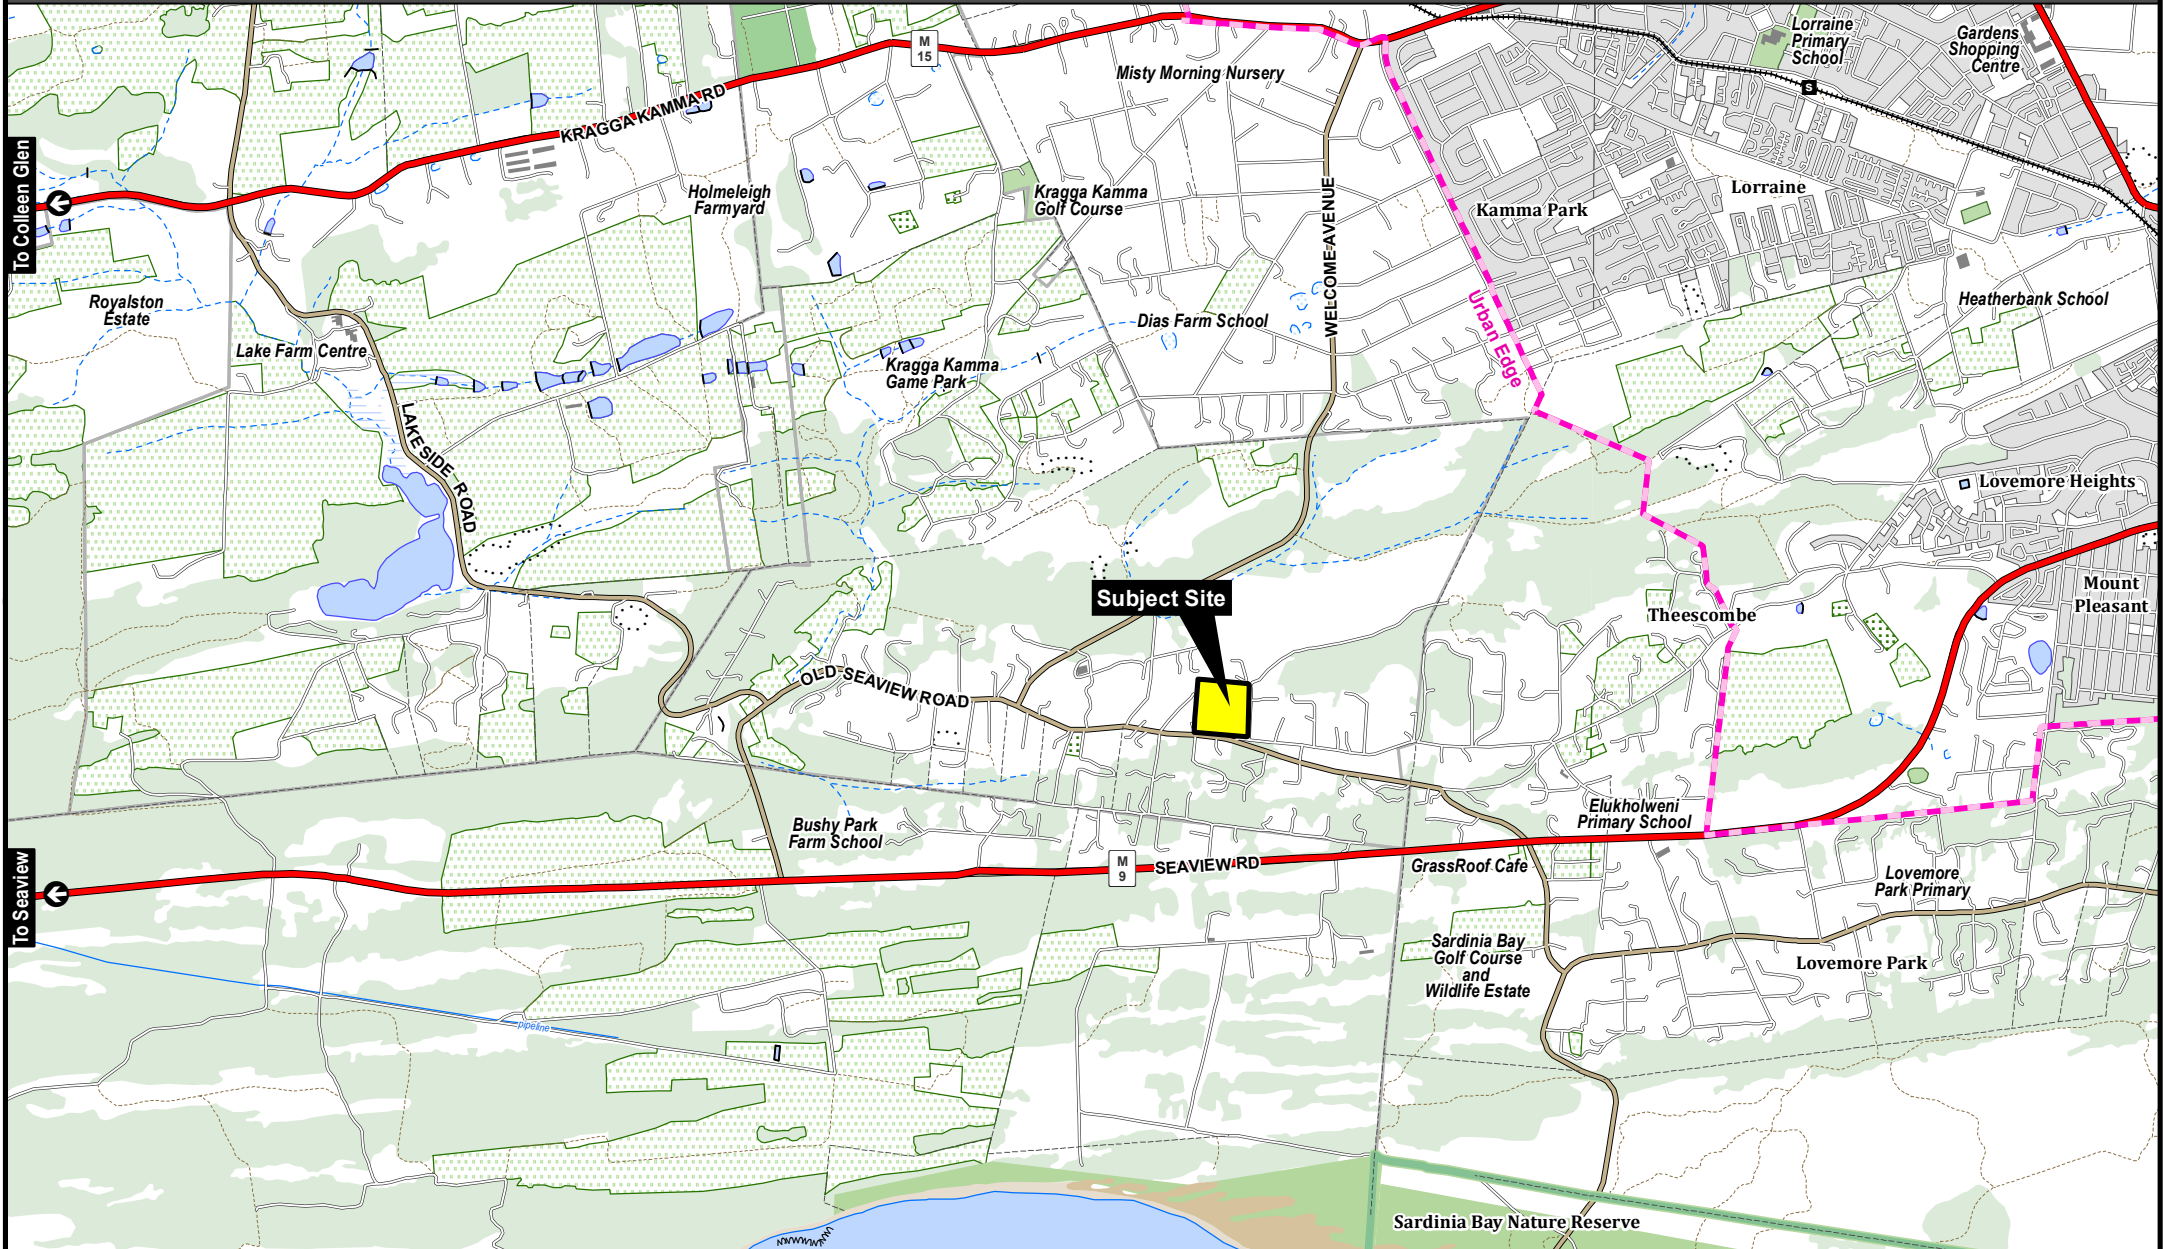 Lorraine
Primary
School
Gardens
Shopping
Centre
M
15
Misty Morning Nursery
S
KRAGGA KAMMA RD
To Colleen Glen
Holmeleigh
Farmyard
Kragga Kamma
Golf Course
WELCOME AVENUE
Kamma Park
Lorraine
Royalston
Estate
Heatherbank School
Lake Farm Centre
Dias Farm School
Urban Edge
Kragga Kamma
Game Park
LAKESIDE ROAD
Lovemore Heights
Subject Site
Mount
Pleasant
Theescombe
OLD SEAVIEW ROAD
Elukholweni
Primary School
Bushy Park
Farm School
M
9
SEAVIEW RD
GrassRoof Cafe
To Seaview
Lovemore
Park Primary
Sardinia Bay
Golf Course
and
Wildlife Estate
Lovemore Park
pipeline
Sardinia Bay Nature Reserve